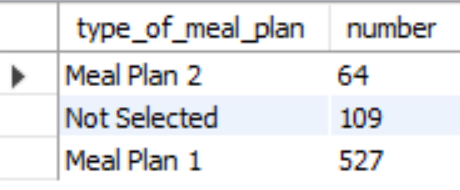 type_of_meal_plan number
Meal Plan 2 64
Not Selected 109
Meal Plan 1 527